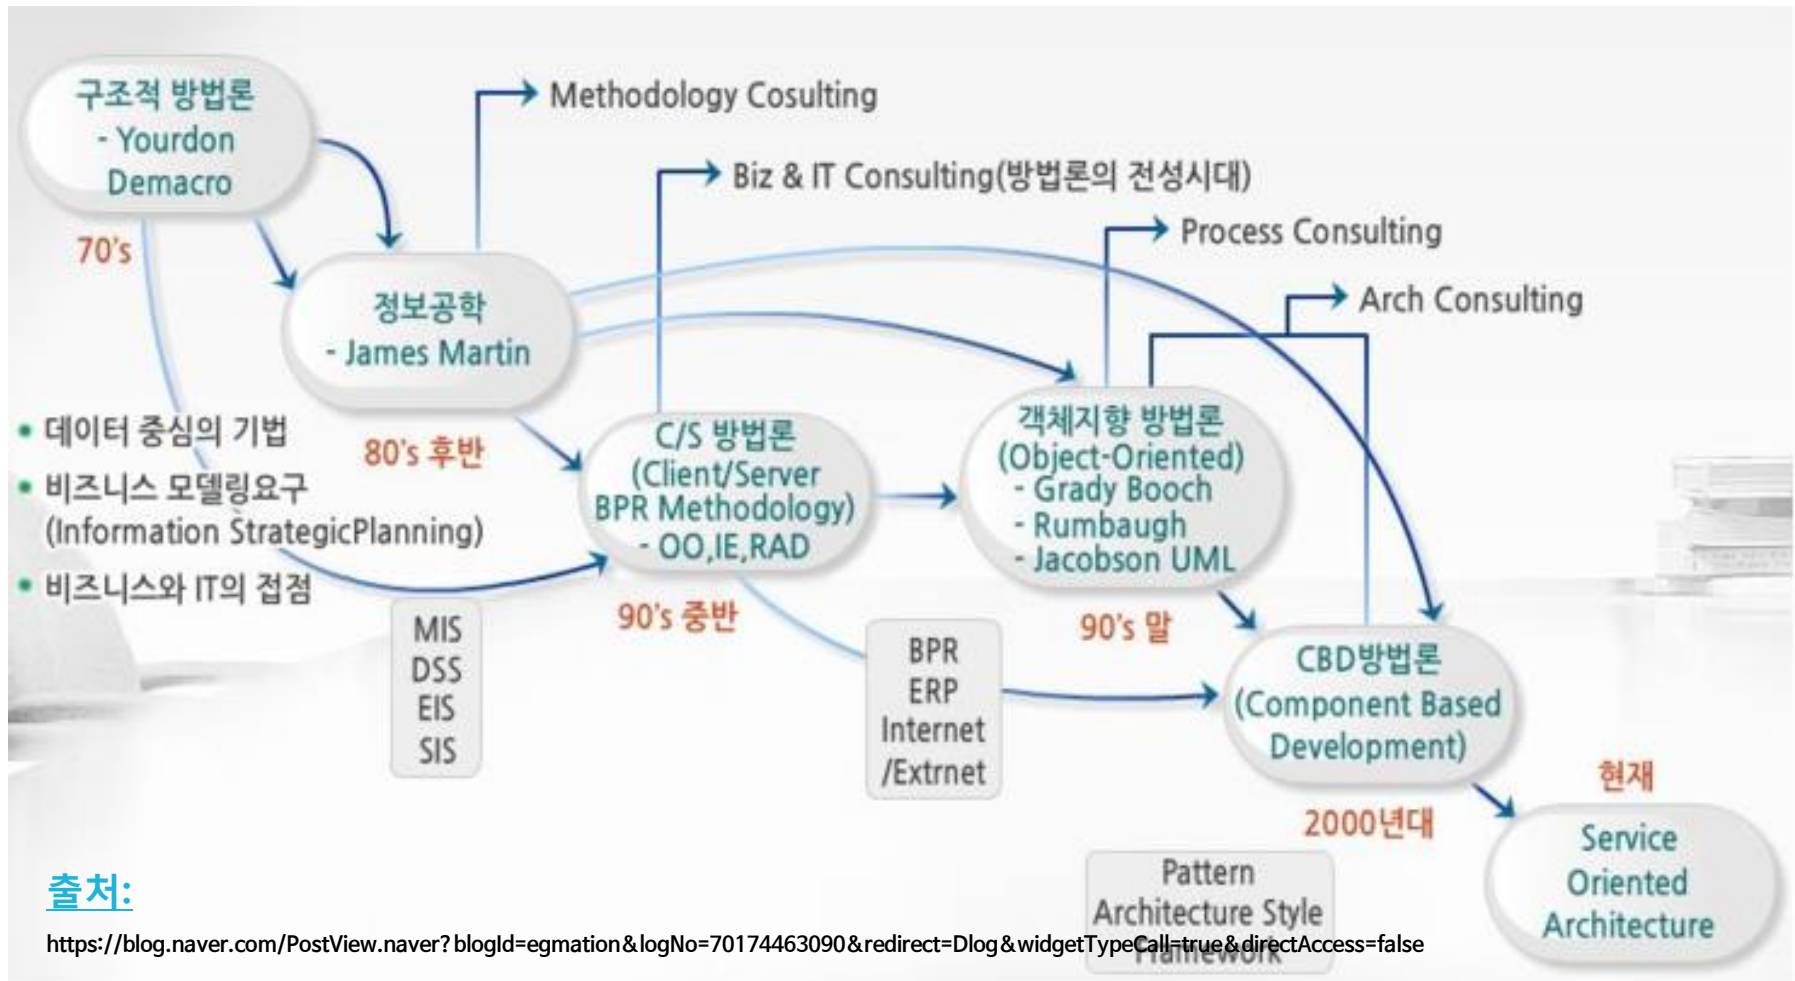 구조적 방법론
- Yourdon
Demacro
70's
Methodology Cosulting
Biz & IT Consulting(방법론의 전성시대)
Process Consulting
Arch Consulting
정보공학
- James Martin
80's 후반
• 데이터 중심의 기법
• 비즈니스 모델링요구
(Information StrategicPlanning)
• 비즈니스와 IT의 접점
MIS
DSS
EIS
SIS
C/S 방법론
(Client/Server
BPR Methodology)
- OO,IE,RAD
90's 중반
BPR
ERP
Internet
/Extrnet
객체지향 방법론
(Object-Oriented)
- Grady Booch
- Rumbaugh
- Jacobson UML
90's 말
CBD방법론
(Component Based
Development)
2000년대
현재
Service
Oriented
Architecture
Pattern
Architecture Style
Framework
출처:
https://blog.naver.com/PostView.naver?blogId=egmation&logNo=70174463090&redirect=Dlog&widgetTypeCall=true&directAccess=false